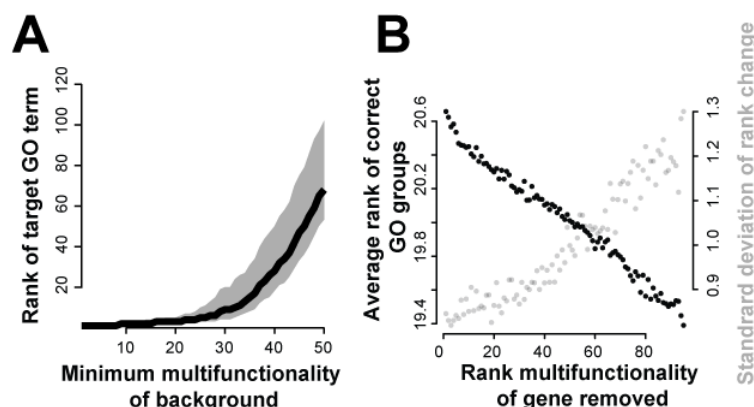 A
Rank of target GO term
120
100
80
60
40
20
10
20
30
40
50
Minimum multifunctionality
of background
B
Average rank of correct
GO groups
20.6
20.2
19.8
19.4
0
20
40
60
80
Rank multifunctionality
of gene removed
1.3
1.2
1.1
1.0
0.9
Standrard deviation of rank change